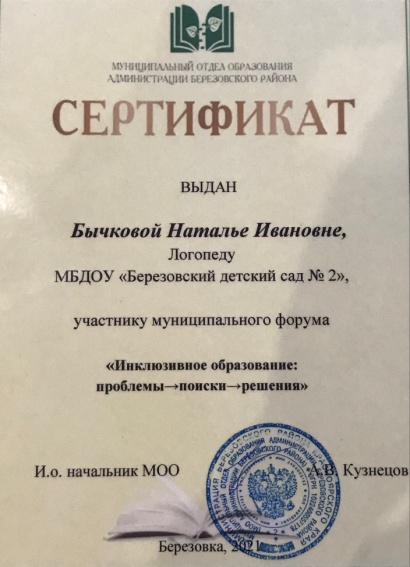 МУНИЦИПАЛЬНЫЙ ОТДЕЛ ОБРАЗОВАНИЯ
АДМИНИСТРАЦИИ БЕРЕЗОВСКОГО РАЙОНА
СЕРТИФИКАТ
ВЫДАН
Бычковой Наталье Ивановне,
Логопеду
МБДОУ «Березовский детский сад № 2»,
участнику муниципального форума
«Инклюзивное образование:
проблемы→поиски→решения»
И.о. начальник МОО А.В. Кузнецов
Березовка, 2021